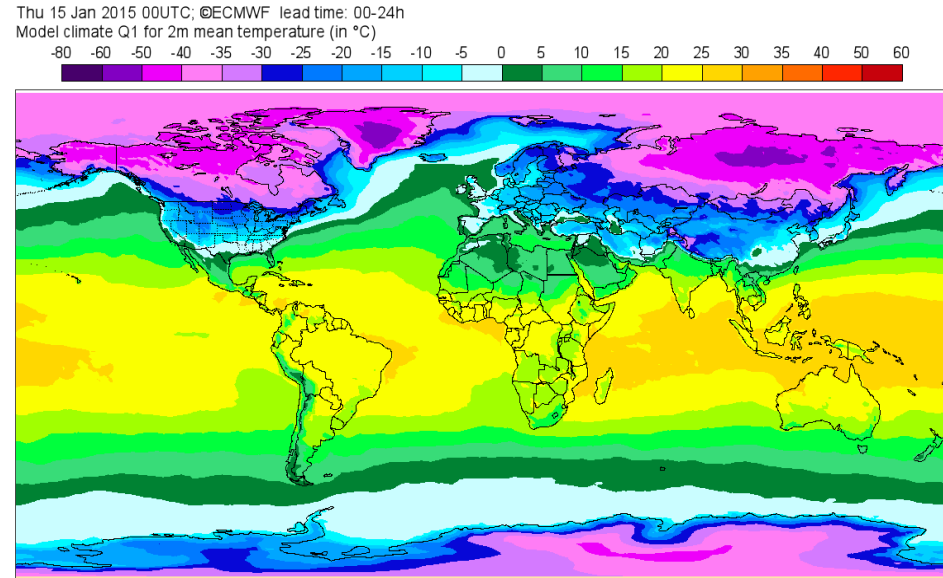 Thu 15 Jan 2015 00UTC; ©ECMWF lead time: 00-24h
Model climate Q1 for 2m mean temperature (in °C)
-80 -60 -50 -40 -35 -30 -25 -20 -15 -10 -5 0 5 10 15 20 25 30 35 40 50 60